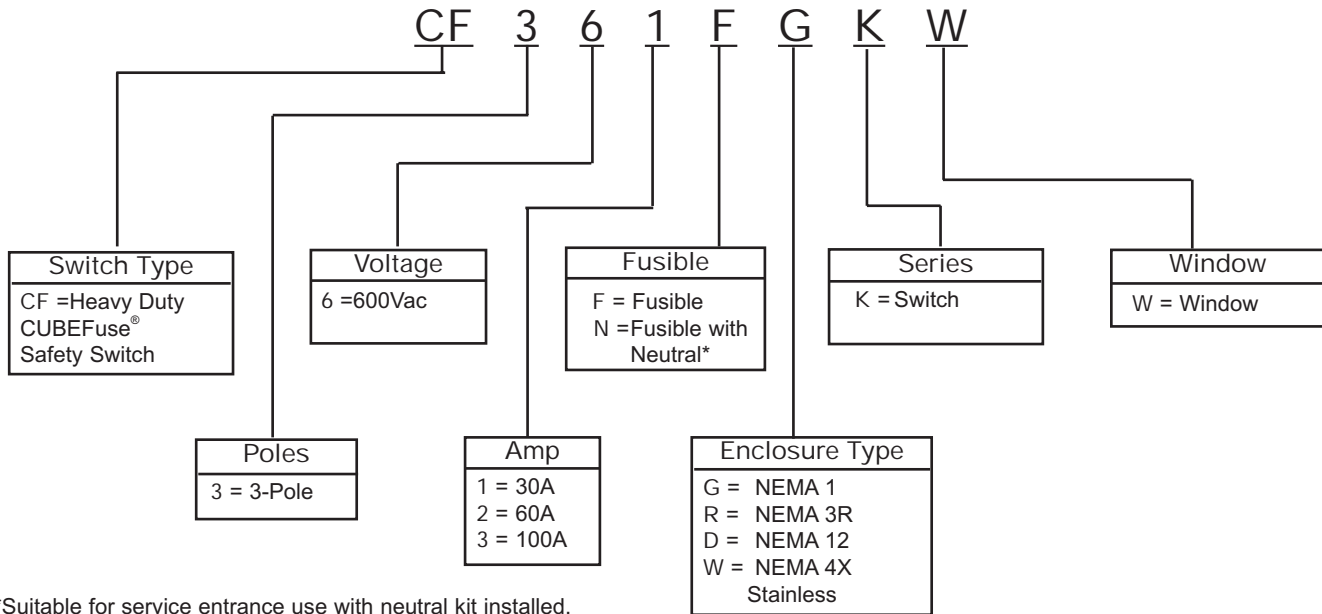 CF 3 6 1 F G K W
Switch Type
CF =Heavy Duty
CUBEFuse®
Safety Switch
Voltage
6 =600Vac
Fusible
F = Fusible
N =Fusible with
Neutral*
Series
K = Switch
Window
W = Window
Poles
3 = 3-Pole
Amp
1 = 30A
2 = 60A
3 = 100A
Enclosure Type
G = NEMA 1
R = NEMA 3R
D = NEMA 12
W = NEMA 4X
Stainless
*Suitable for service entrance use with neutral kit installed.